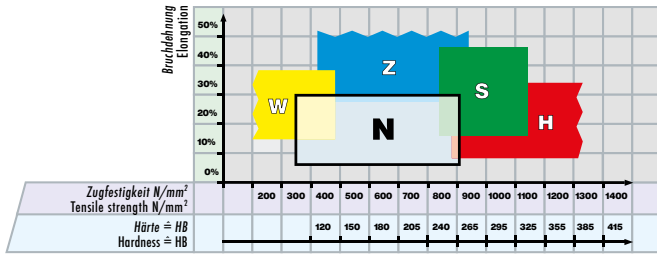 Bruchdehnung
Elongation
50%
40%
30%
20%
10%
0%
W
Z
N
S
H
Zugfestigkeit N/mm²
Tensile strength N/mm²
200 300 400 500 600 700 800 900 1000 1100 1200 1300 1400
Härte ≙ HB
Hardness ≙ HB
120 150 180 205 240 265 295 325 355 385 415